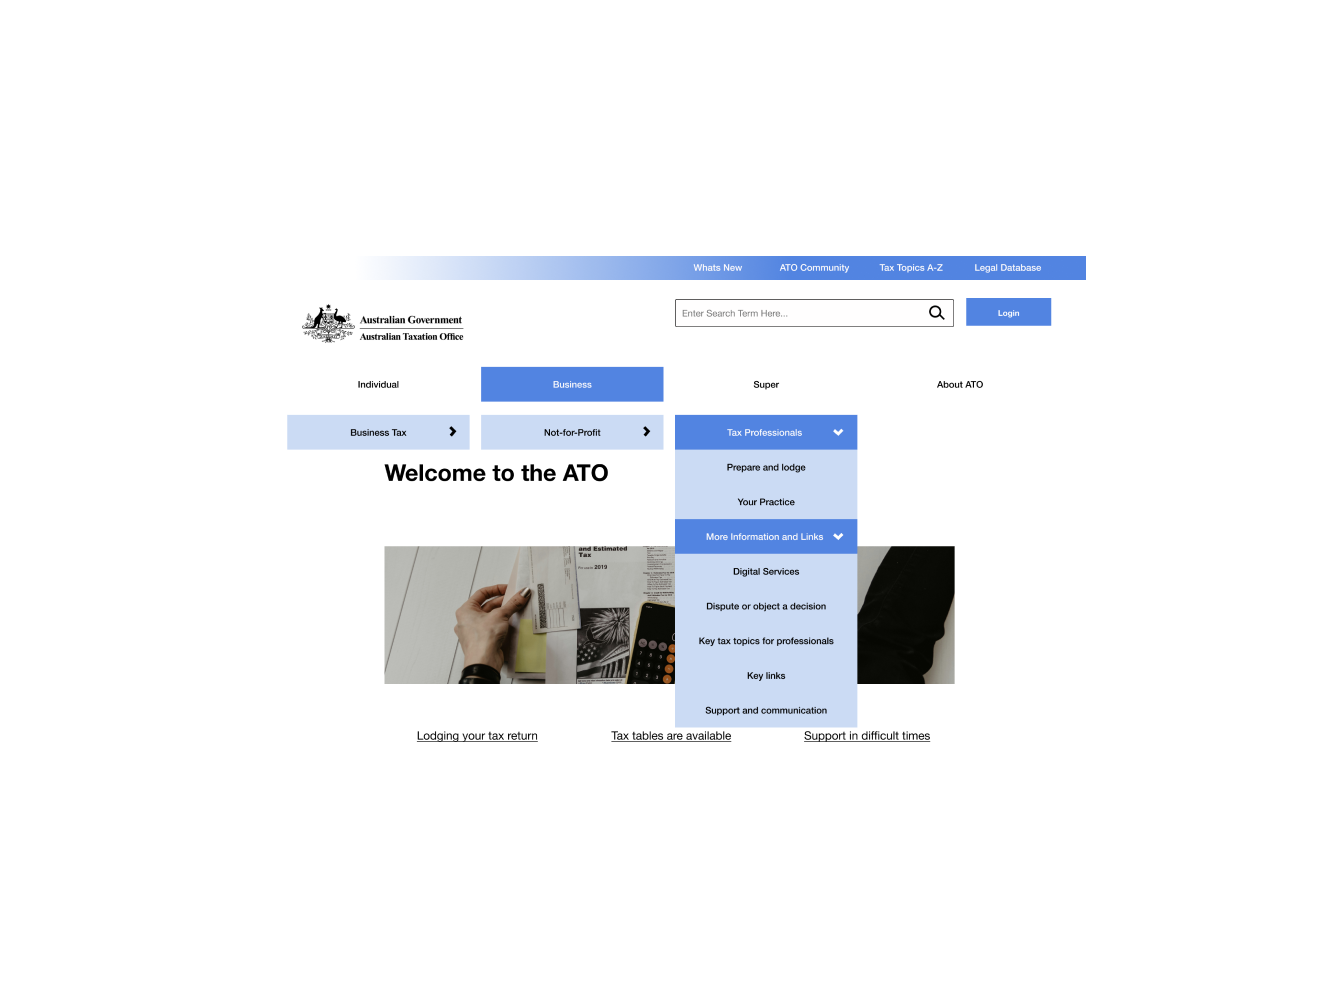 Whats New
ATO Community
Tax Topics A-Z
Legal Database
Australian Government
Australian Taxation Office
Enter Search Term Here...
Login
Individual
Business
Super
About ATO
Business Tax
Not-for-Profit
Tax Professionals
Welcome to the ATO
Prepare and lodge
Your Practice
More Information and Links
Digital Services
Dispute or object a decision
Key tax topics for professionals
Key links
Support and communication
and Estimated
Tax
2019
Lodging your tax return
Tax tables are available
Support in difficult times